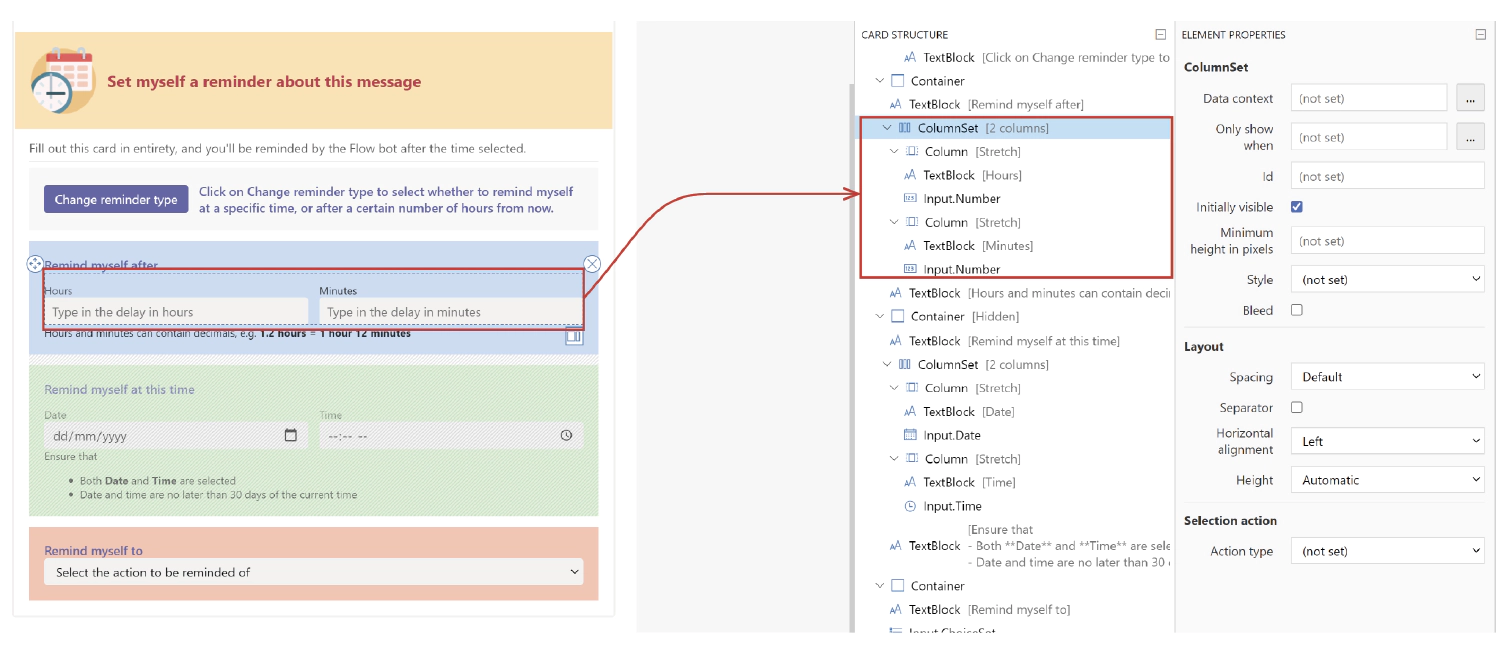 Set myself a reminder about this message
Fill out this card in entirety, and you'll be reminded by the Flow bot after the time selected.
Change reminder type
Click on Change reminder type to select whether to remind myself
at a specific time, or after a certain number of hours from now.
Remind myself after
Hours
Minutes
Type in the delay in hours
Type in the delay in minutes
Hours and minutes can contain decimals, e.g. 1.2 hours = 1 hour 12 minutes
Remind myself at this time
Date
Time
dd/mm/yyyy
--:-- --
Ensure that
• Both Date and Time are selected
• Date and time are no later than 30 days of the current time
Remind myself to
Select the action to be reminded of
CARD STRUCTURE
TextBlock [Click on Change reminder type to
Container
TextBlock [Remind myself after]
ColumnSet [2 columns]
Column [Stretch]
TextBlock [Hours]
Input.Number
Column [Stretch]
TextBlock [Minutes]
Input.Number
TextBlock [Hours and minutes can contain deci
Container [Hidden]
TextBlock [Remind myself at this time]
ColumnSet [2 columns]
Column [Stretch]
TextBlock [Date]
Input.Date
Column [Stretch]
TextBlock [Time]
Input.Time
[Ensure that
TextBlock - Both **Date** and **Time** are sele
- Date and time are no later than 30
Container
TextBlock [Remind myself to]
Input.ChoiceSet
ELEMENT PROPERTIES
ColumnSet
Data context (not set) ...
Only show when (not set) ...
Id (not set)
Initially visible
Minimum height in pixels (not set)
Style (not set)
Bleed
Layout
Spacing Default
Separator
Horizontal alignment Left
Height Automatic
Selection action
Action type (not set)